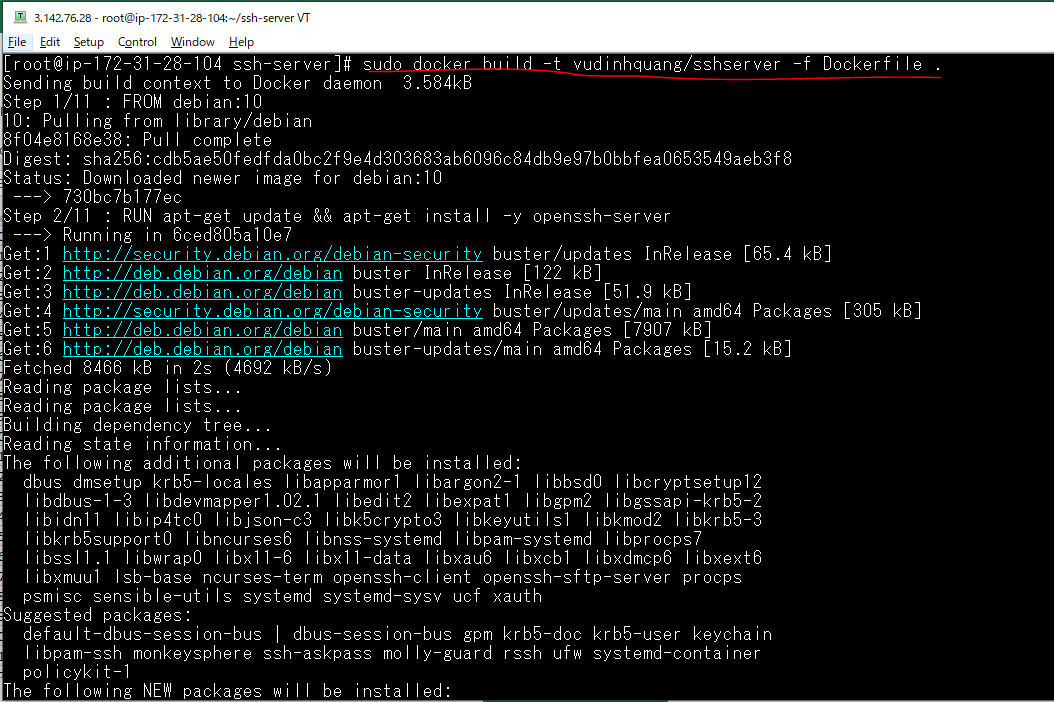 3.142.76.28 - root@ip-172-31-28-104:~/ssh-server VT
File Edit Setup Control Window Help
[root@ip-172-31-28-104 ssh-server]# sudo docker build -t vudinhquang/sshserver -f Dockerfile .
Sending build context to Docker daemon  3.584kB
Step 1/11 : FROM debian:10
10: Pulling from library/debian
8f04e8168e38: Pull complete
Digest: sha256:cdb5ae50fedfda0bc2f9e4d303683ab6096c84db9e97b0bbfea0653549aeb3f8
Status: Downloaded newer image for debian:10
 ---> 730bc7b177ec
Step 2/11 : RUN apt-get update && apt-get install -y openssh-server
 ---> Running in 6ced805a10e7
Get:1 http://security.debian.org/debian-security buster/updates InRelease [65.4 kB]
Get:2 http://deb.debian.org/debian buster InRelease [122 kB]
Get:3 http://deb.debian.org/debian buster-updates InRelease [51.9 kB]
Get:4 http://security.debian.org/debian-security buster/updates/main amd64 Packages [305 kB]
Get:5 http://deb.debian.org/debian buster/main amd64 Packages [7907 kB]
Get:6 http://deb.debian.org/debian buster-updates/main amd64 Packages [15.2 kB]
Fetched 8466 kB in 2s (4692 kB/s)
Reading package lists...
Reading package lists...
Building dependency tree...
Reading state information...
The following additional packages will be installed:
  dbus dmsetup krb5-locales libapparmor1 libargon2-1 libbsd0 libcryptsetup12
  libdbus-1-3 libdevmapper1.02.1 libedit2 libexpat1 libgpm2 libgssapi-krb5-2
  libidn11 libip4tc0 libjson-c3 libk5crypto3 libkeyutils1 libkmod2 libkrb5-3
  libkrb5support0 libncurses6 libnss-systemd libpam-systemd libprocps7
  libssl1.1 libwrap0 libx11-6 libx11-data libxau6 libxcb1 libxdmcp6 libxext6
  libxmuu1 lsb-base ncurses-term openssh-client openssh-sftp-server procps
  psmisc sensible-utils systemd systemd-sysv ucf xauth
Suggested packages:
  default-dbus-session-bus | dbus-session-bus gpm krb5-doc krb5-user keychain
  libpam-ssh monkeysphere ssh-askpass molly-guard rssh ufw systemd-container
  policykit-1
The following NEW packages will be installed: